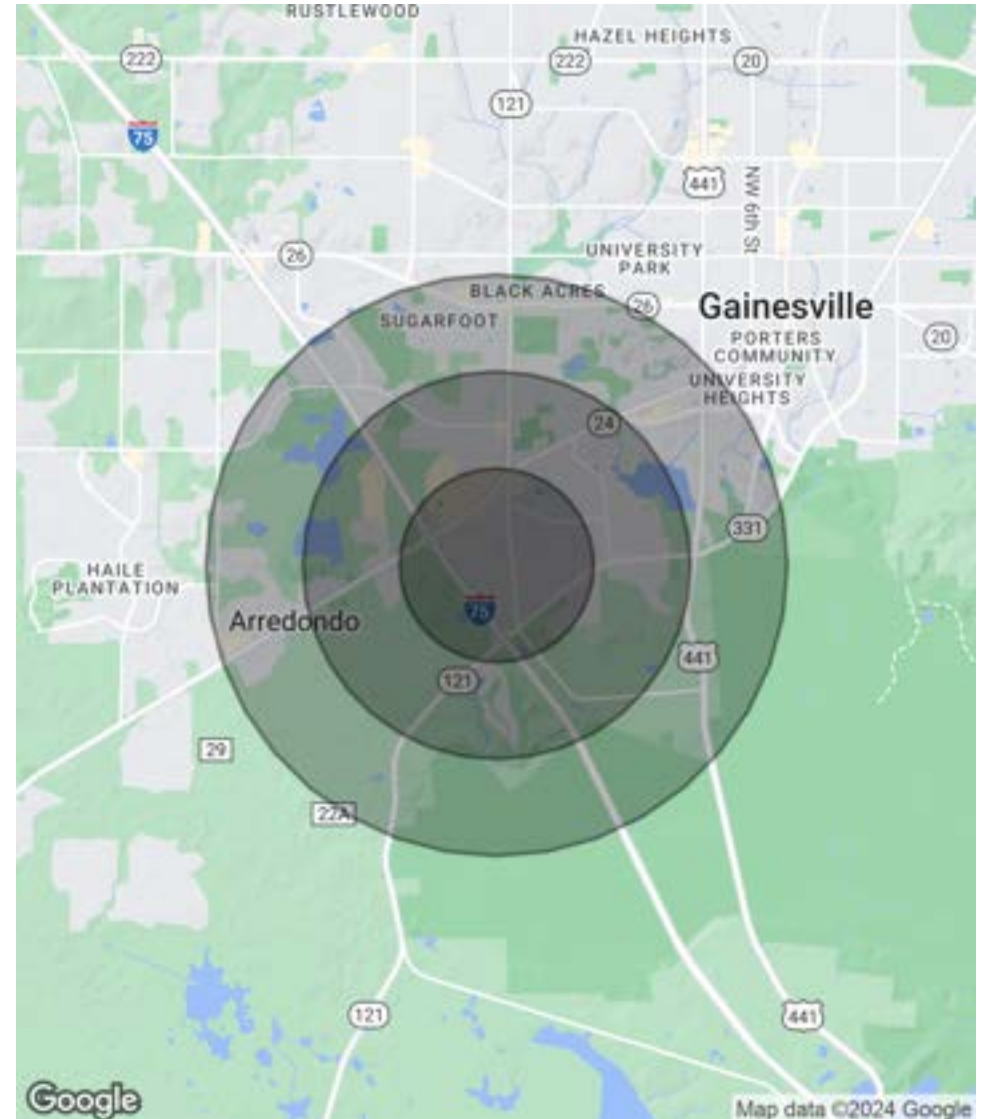 RUSTLEWOOD
HAZEL HEIGHTS
222
222
20
121
75
441
NW 6th St
26
UNIVERSITY
PARK
BLACK ACRES
26
Gainesville
SUGARFOOT
20
PORTERS
COMMUNITY
UNIVERSITY
HEIGHTS
24
331
HAILE
PLANTATION
75
Arredondo
441
121
29
22A
121
441
Google
Map data ©2024 Google